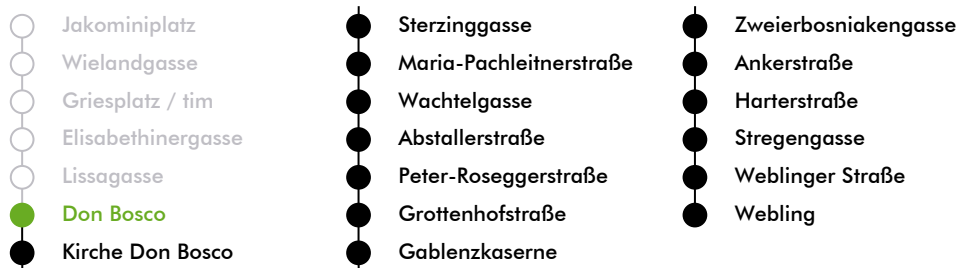 Jakominiplatz
Wielandgasse
Griesplatz / tim
Elisabethinergasse
Lissagasse
Don Bosco
Kirche Don Bosco
Sterzinggasse
Maria-Pachleitnerstraße
Wachtelgasse
Abstallerstraße
Peter-Roseggerstraße
Grottenhofstraße
Gablenzkaserne
Zweierbosniakengasse
Ankerstraße
Harterstraße
Stregengasse
Weblinger Straße
Webling